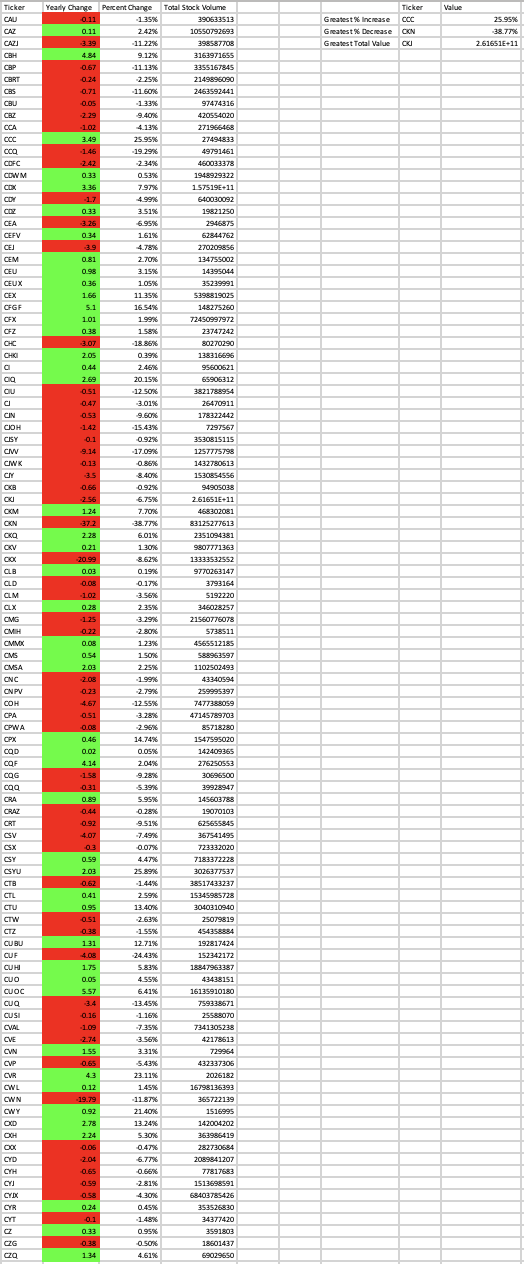 Ticker Yearly Change Percent Change Total Stock Volume Ticker Value
CAU -0.11 -1.35% 390633513 Greatest % Increase CCC 25.95%
CAZ 0.11 2.42% 10550792693 Greatest % Decrease CKN -38.77%
CAZJ -3.39 -11.22% 398587708 Greatest Total Value CKJ 2.61651E+11
CBH 4.84 9.12% 3163971655
CBP -0.67 -11.13% 3355167845
CBRT -0.24 -2.25% 2149896090
CBS -0.71 -11.60% 2463592441
CBU -0.05 -1.33% 97474316
CBZ -2.29 -9.40% 420554020
CCA -1.02 -4.13% 271966468
CCC 3.49 25.95% 27494833
CCQ -1.46 -19.29% 49791461
CDFC -2.42 -2.34% 460033378
CDWM 0.33 0.53% 1948929322
CDX 3.36 7.97% 1.57519E+11
CDY -1.7 -4.99% 640030092
CDZ 0.33 3.51% 19821250
CEA -3.26 -6.95% 2946875
CEFV 0.34 1.61% 62844762
CEJ -3.9 -4.78% 270209856
CEM 0.81 2.70% 134755002
CEU 0.98 3.15% 14395044
CEUX 0.36 1.05% 35239991
CEX 1.66 11.35% 5398819025
CFGF 5.1 16.54% 148275260
CFX 1.01 1.99% 72450997972
CFZ 0.38 1.58% 23747242
CHC -3.07 -18.86% 80270290
CHKI 2.05 0.39% 138316696
CI 0.44 2.46% 95600621
CIQ 2.69 20.15% 65906312
CIU -0.51 -12.50% 3821788954
CJ -0.47 -3.01% 26470911
CJN -0.53 -9.60% 178322442
CJOH -1.42 -15.43% 7297567
CJSY -0.1 -0.92% 3530815115
CJVV -9.14 -17.09% 1257775798
CJWK -0.13 -0.86% 1432780613
CJY -3.5 -8.40% 1530854556
CKB -0.66 -0.92% 94905038
CKJ -2.56 -6.75% 2.61651E+11
CKM 1.24 7.70% 468302081
CKN -37.2 -38.77% 83125277613
CKQ 2.28 6.01% 2351094381
CKV 0.21 1.30% 9807771363
CKX -20.99 -8.62% 13333532552
CLB 0.03 0.19% 9770263147
CLD -0.08 -0.17% 3793164
CLM -1.02 -3.56% 5192220
CLX 0.28 2.35% 346028257
CMG -1.25 -3.29% 21560776078
CMIH -0.22 -2.80% 5738511
CMMX 0.08 1.23% 4565512185
CMS 0.54 1.50% 588963597
CMSA 2.03 2.25% 1102502493
CNC -2.08 -1.99% 43340594
CNPV -0.23 -2.79% 259995397
COH -4.67 -12.55% 7477388059
CPA -0.51 -3.28% 47145789703
CPWA -0.08 -2.96% 85718280
CPX 0.46 14.74% 1547595020
CQD 0.02 0.05% 142409365
CQF 4.14 2.04% 276250553
CQG -1.58 -9.28% 30696500
CQQ -0.31 -5.39% 39928947
CRA 0.89 5.95% 145603788
CRAZ -0.44 -0.28% 19070103
CRT -0.92 -9.51% 625655845
CSV -4.07 -7.49% 367541495
CSX -0.3 -0.07% 723332020
CSY 0.59 4.47% 7183372228
CSYU 2.03 25.89% 3026377537
CTB -0.62 -1.44% 38517433237
CTL 0.41 2.59% 15345985728
CTU 0.95 13.40% 3040310940
CTW -0.51 -2.63% 25079819
CTZ -0.38 -1.55% 454358884
CUBU 1.31 12.71% 192817424
CUF -4.08 -24.43% 152342172
CUHI 1.75 5.83% 18847963387
CUO 0.05 4.55% 43438151
CUOC 5.57 6.41% 16135910180
CUQ -3.4 -13.45% 759338671
CUSI -0.16 -1.16% 25588070
CVAL -1.09 -7.35% 7341305238
CVE -2.74 -3.56% 42178613
CVN 1.55 3.31% 729964
CVP -0.65 -5.43% 432337306
CVR 4.3 23.11% 2026182
CWL 0.12 1.45% 16798136393
CWN -19.79 -11.87% 365722139
CWY 0.92 21.40% 1516995
CXD 2.78 13.24% 142004202
CXH 2.24 5.30% 363986419
CXX -0.06 -0.47% 282730684
CYD -2.04 -6.77% 2089841207
CYH -0.65 -0.66% 77817683
CYJ -0.59 -2.81% 1513698591
CYJX -0.58 -4.30% 68403785426
CYR 0.24 0.45% 353526830
CYT -0.1 -1.48% 34377420
CZ 0.33 0.95% 3591803
CZG -0.38 -0.50% 18601437
CZQ 1.34 4.61% 69029650